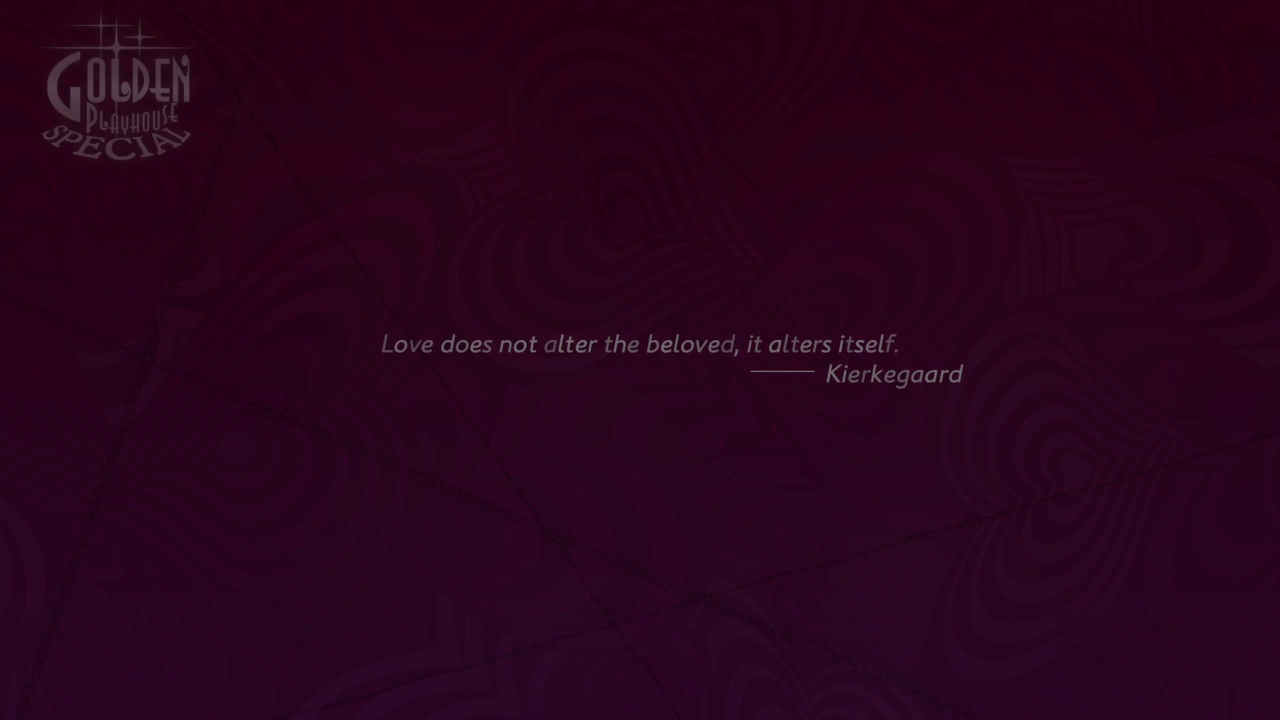 GOLDEN
PLAYHOUSE
SPECIAL
Love does not alter the beloved, it alters itself.
Kierkegaard